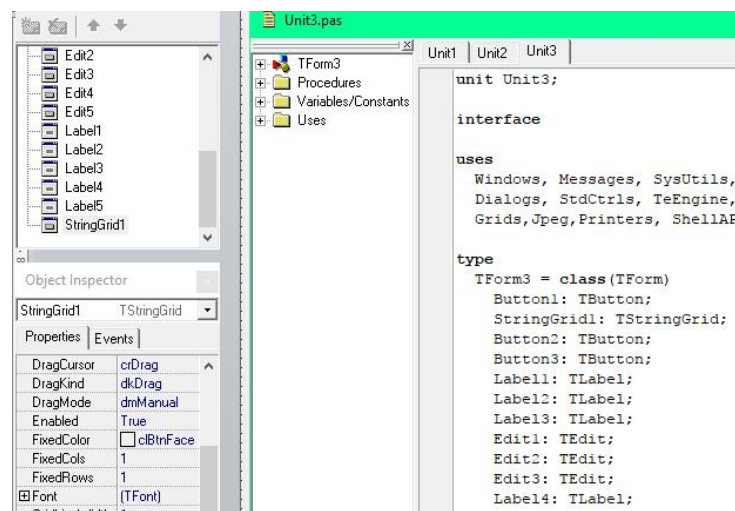 Edit2
Edit3
Edit4
Edit5
Label1
Label2
Label3
Label4
Label5
StringGrid1
Object Inspector
StringGrid1 TStringGrid
Properties Events
DragCursor crDrag
DragKind dkDrag
DragMode dmManual
Enabled True
FixedColor clBtnFace
FixedCols 1
FixedRows 1
Font (TFont)
Unit3.pas
TForm3
Procedures
Variables/Constants
Uses
Unit1 Unit2 Unit3
unit Unit3;
interface
uses
Windows, Messages, SysUtils,
Dialogs, StdCtrls, TeEngine,
Grids,Jpeg,Printers, ShellAP
type
TForm3 = class(TForm)
Button1: TButton;
StringGrid1: TStringGrid;
Button2: TButton;
Button3: TButton;
Label1: TLabel;
Label2: TLabel;
Label3: TLabel;
Edit1: TEdit;
Edit2: TEdit;
Edit3: TEdit;
Label4: TLabel;